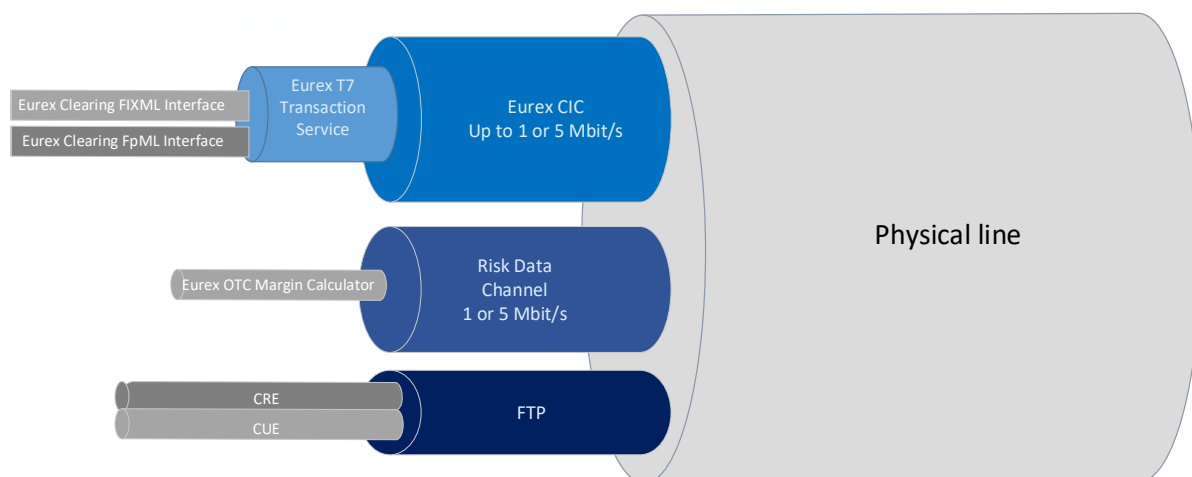 Eurex Clearing FIXML Interface
Eurex Clearing FpML Interface
Eurex T7
Transaction
Service
Eurex CIC
Up to 1 or 5 Mbit/s
Physical line
Eurex OTC Margin Calculator
Risk Data
Channel
1 or 5 Mbit/s
CRE
CUE
FTP